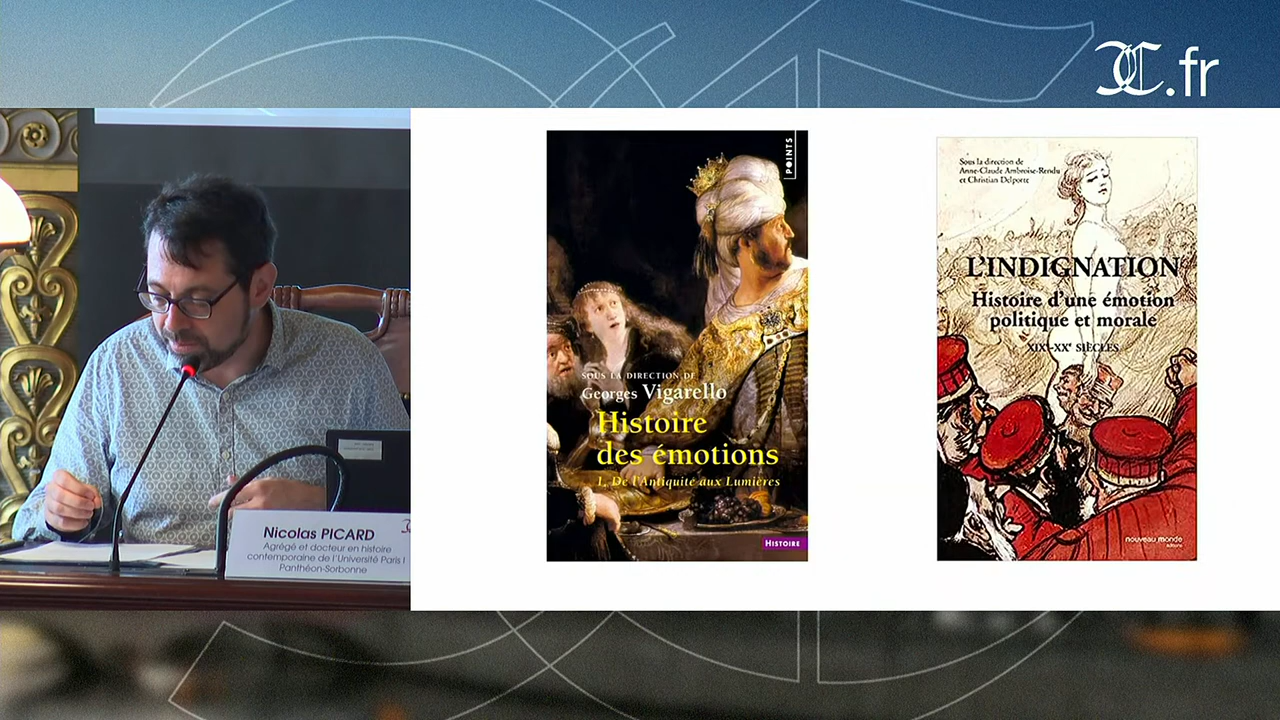 CC.fr
POINTS
SOUS LA DIRECTION DE
Georges Vigarello
Histoire
des émotions
1. De l'Antiquité aux Lumières
HISTOIRE
Sous la direction de
Anne-Claude Ambroise-Rendu
et Christian Delporte
L'INDIGNATION
Histoire d'une émotion
politique et morale
XIXe-XXe SIÈCLES
nouveau monde
éditions
Nicolas PICARD
Agrégé et docteur en histoire
contemporaine de l'Université Paris I
Panthéon-Sorbonne